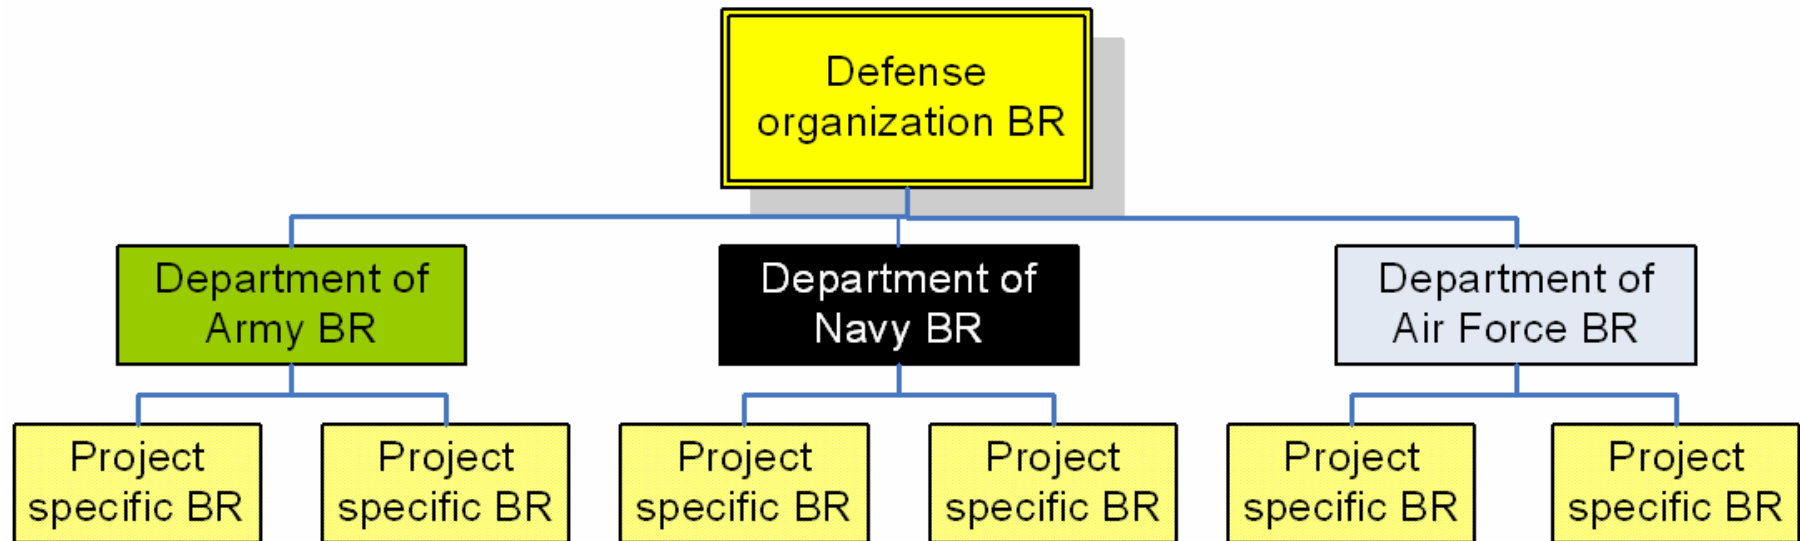 Defense
organization BR
Department of
Army BR
Department of
Navy BR
Department of
Air Force BR
Project
specific BR
Project
specific BR
Project
specific BR
Project
specific BR
Project
specific BR
Project
specific BR